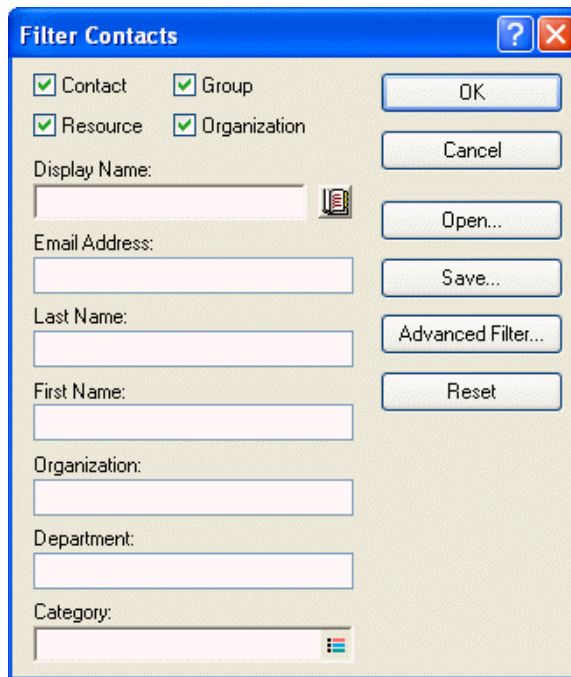 Filter Contacts
Contact
Group
Resource
Organization
Display Name:
Email Address:
Last Name:
First Name:
Organization:
Department:
Category:
OK
Cancel
Open...
Save...
Advanced Filter...
Reset